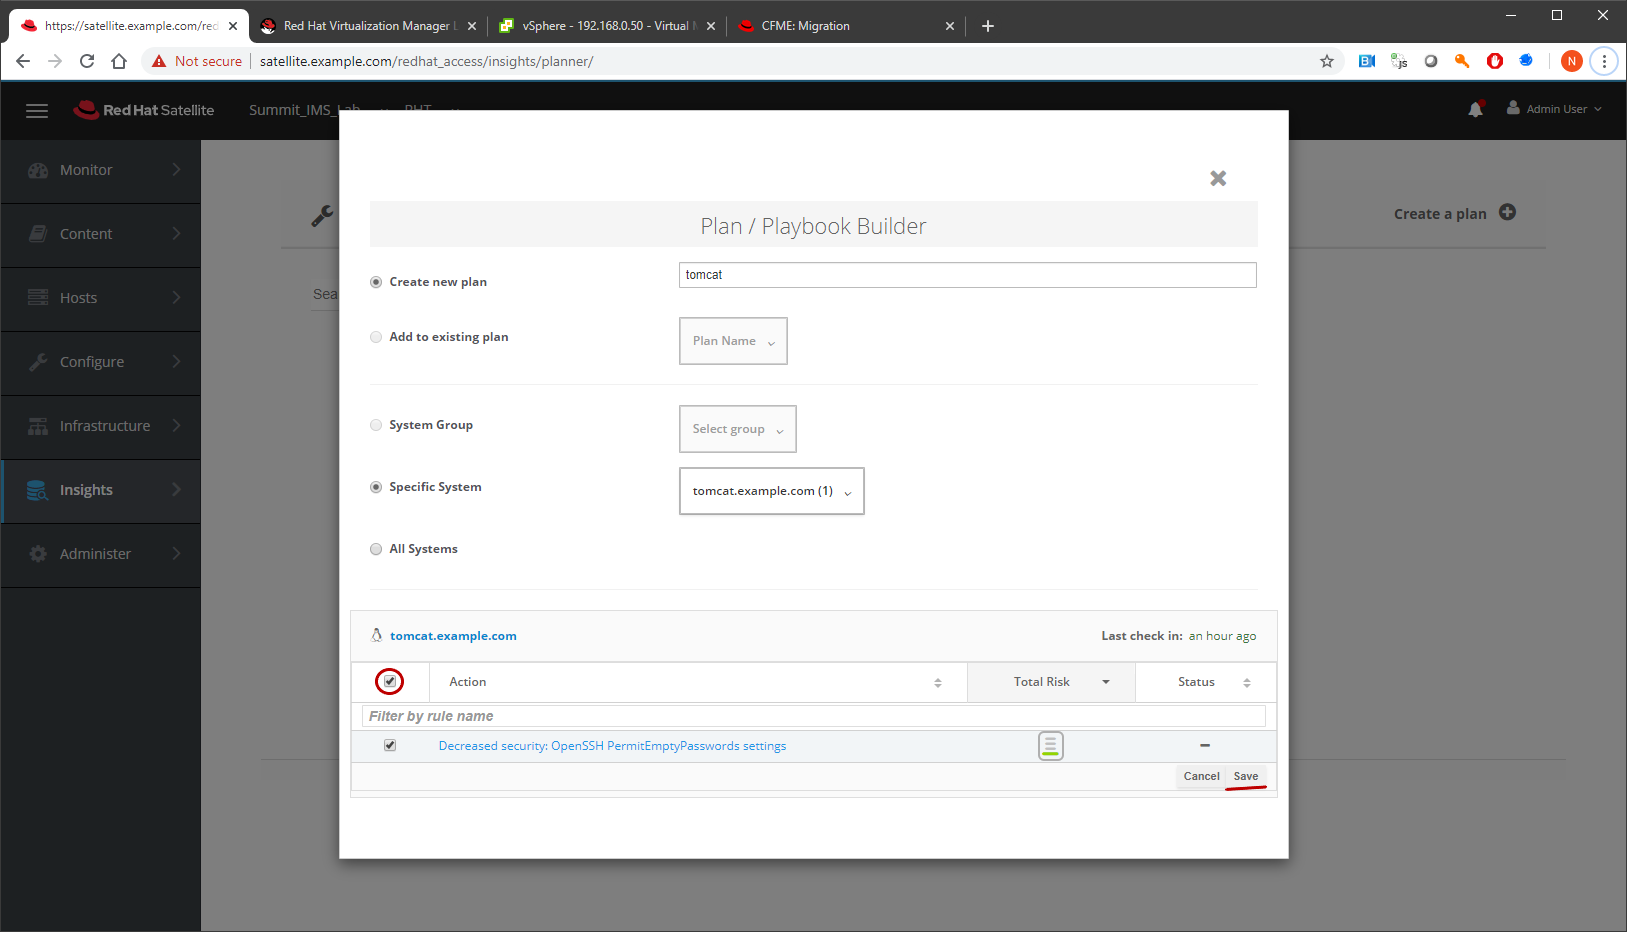 https://satellite.example.com/red
Red Hat Virtualization Manager
vSphere - 192.168.0.50 - Virtual
CFME: Migration
Not secure
satellite.example.com/redhat_access/insights/planner/
N
Red Hat Satellite
Summit_IMS_Lab
RHT
Admin User
Monitor
Content
Hosts
Configure
Infrastructure
Insights
Administer
Create a plan
Sea
Plan / Playbook Builder
Create new plan
tomcat
Add to existing plan
Plan Name
System Group
Select group
Specific System
tomcat.example.com (1)
All Systems
tomcat.example.com
Last check in: an hour ago
Action
Total Risk
Status
Filter by rule name
Decreased security: OpenSSH PermitEmptyPasswords settings
Cancel
Save